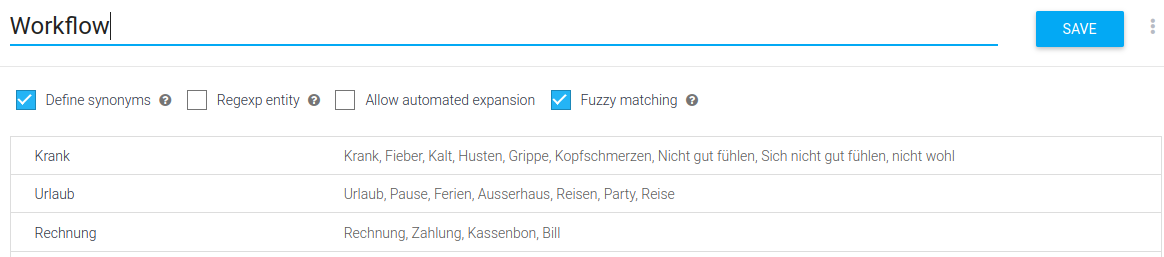 Workflow SAVE
Define synonyms Regexp entity Allow automated expansion Fuzzy matching
Krank Krank, Fieber, Kalt, Husten, Grippe, Kopfschmerzen, Nicht gut fühlen, Sich nicht gut fühlen, nicht wohl
Urlaub Urlaub, Pause, Ferien, Ausserhaus, Reisen, Party, Reise
Rechnung Rechnung, Zahlung, Kassenbon, Bill